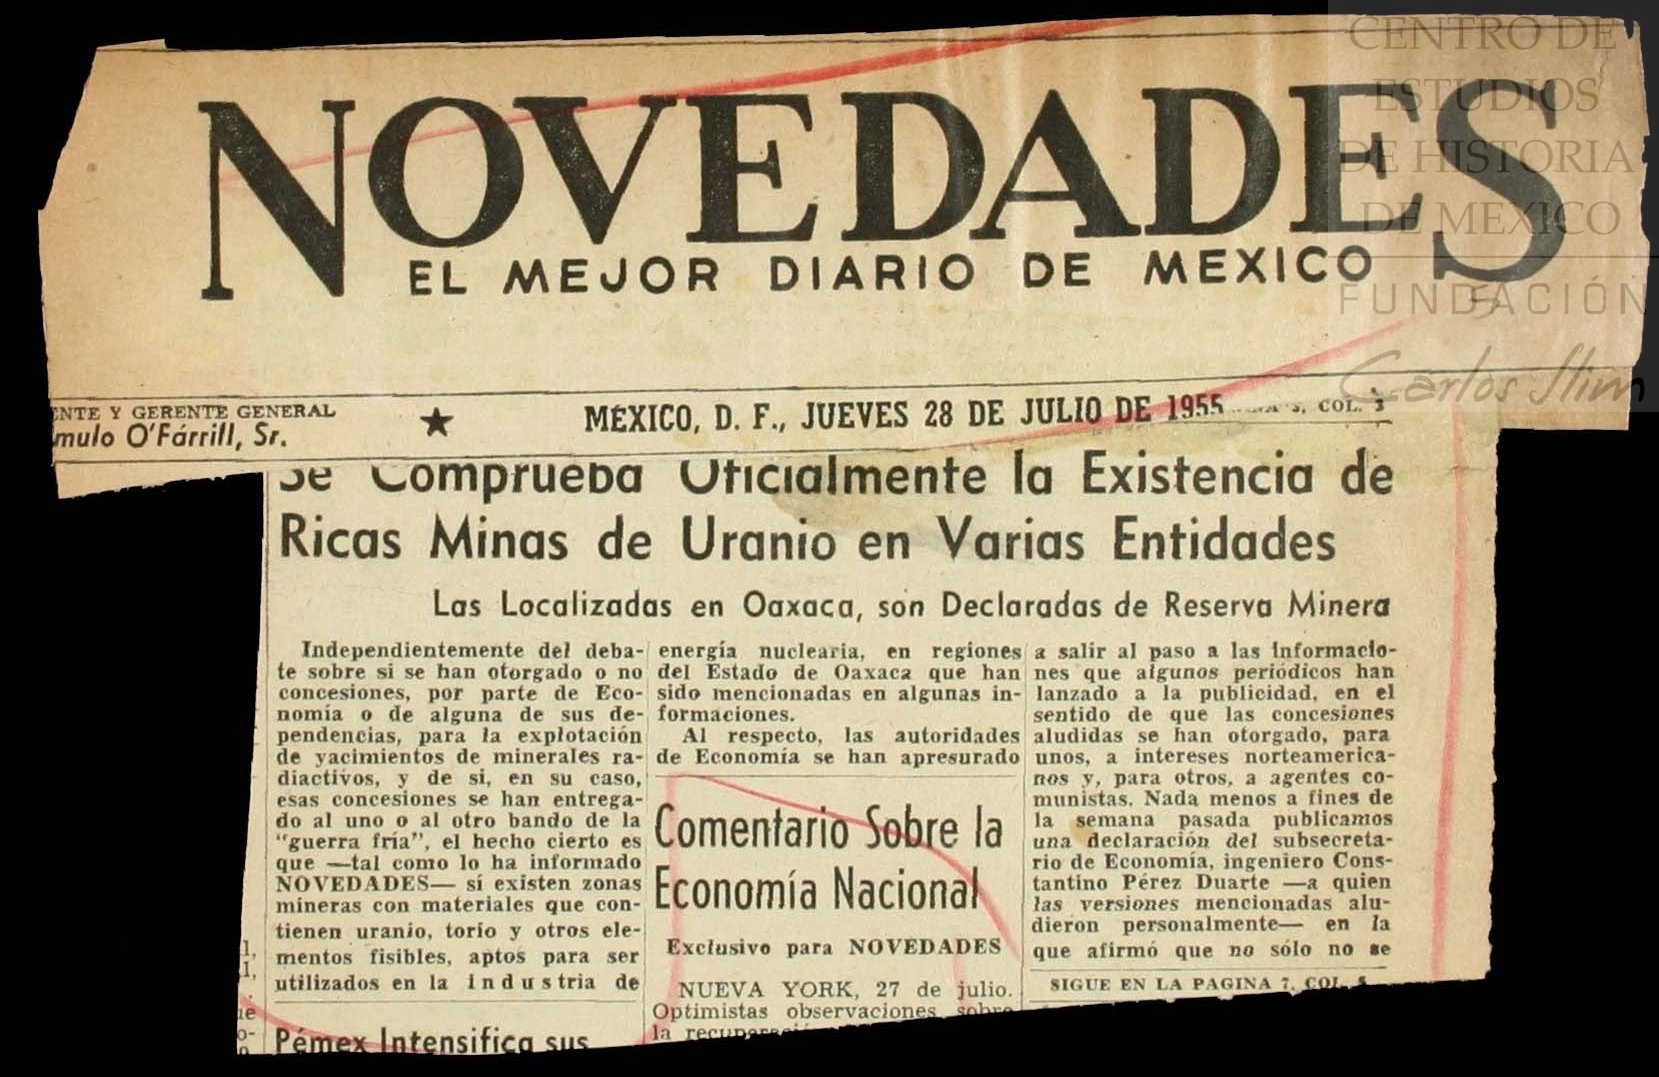 NOVEDADES
EL MEJOR DIARIO DE MEXICO
CENTRO DE
ESTUDIOS
DE HISTORIA
DE MEXICO
FUNDACIÓN
Carlos Slim
ENTE Y GERENTE GENERAL
mulo O'Fárrill, Sr.
MÉXICO, D. F., JUEVES 28 DE JULIO DE 1955
COL. 3
Se Comprueba Oficialmente la Existencia de
Ricas Minas de Uranio en Varias Entidades
Las Localizadas en Oaxaca, son Declaradas de Reserva Minera
Independientemente del deba-
te sobre si se han otorgado o no
concesiones, por parte de Eco-
nomía o de alguna de sus de-
pendencias, para la explotación
de yacimientos de minerales ra-
diactivos, y de si, en su caso,
esas concesiones se han entrega-
do al uno o al otro bando de la
"guerra fría", el hecho cierto es
que —tal como lo ha informado
NOVEDADES— sí existen zonas
mineras con materiales que con-
tienen uranio, torio y otros ele-
mentos fisibles, aptos para ser
utilizados en la industria de
energía nuclearia, en regiones
del Estado de Oaxaca que han
sido mencionadas en algunas in-
formaciones.
Al respecto, las autoridades
de Economía se han apresurado
a salir al paso a las informacio-
nes que algunos periódicos han
lanzado a la publicidad, en el
sentido de que las concesiones
aludidas se han otorgado, para
unos, a intereses norteamerica-
nos y, para otros, a agentes co-
munistas. Nada menos a fines de
la semana pasada publicamos
una declaración del subsecreta-
rio de Economía, ingeniero Cons-
tantino Pérez Duarte —a quien
las versiones mencionadas alu-
dieron personalmente— en la
que afirmó que no sólo no se
SIGUE EN LA PAGINA 7, COL. 5
Comentario Sobre la
Economía Nacional
Exclusivo para NOVEDADES
NUEVA YORK, 27 de julio.
Optimistas observaciones sobre
la
Pémex Intensifica sus